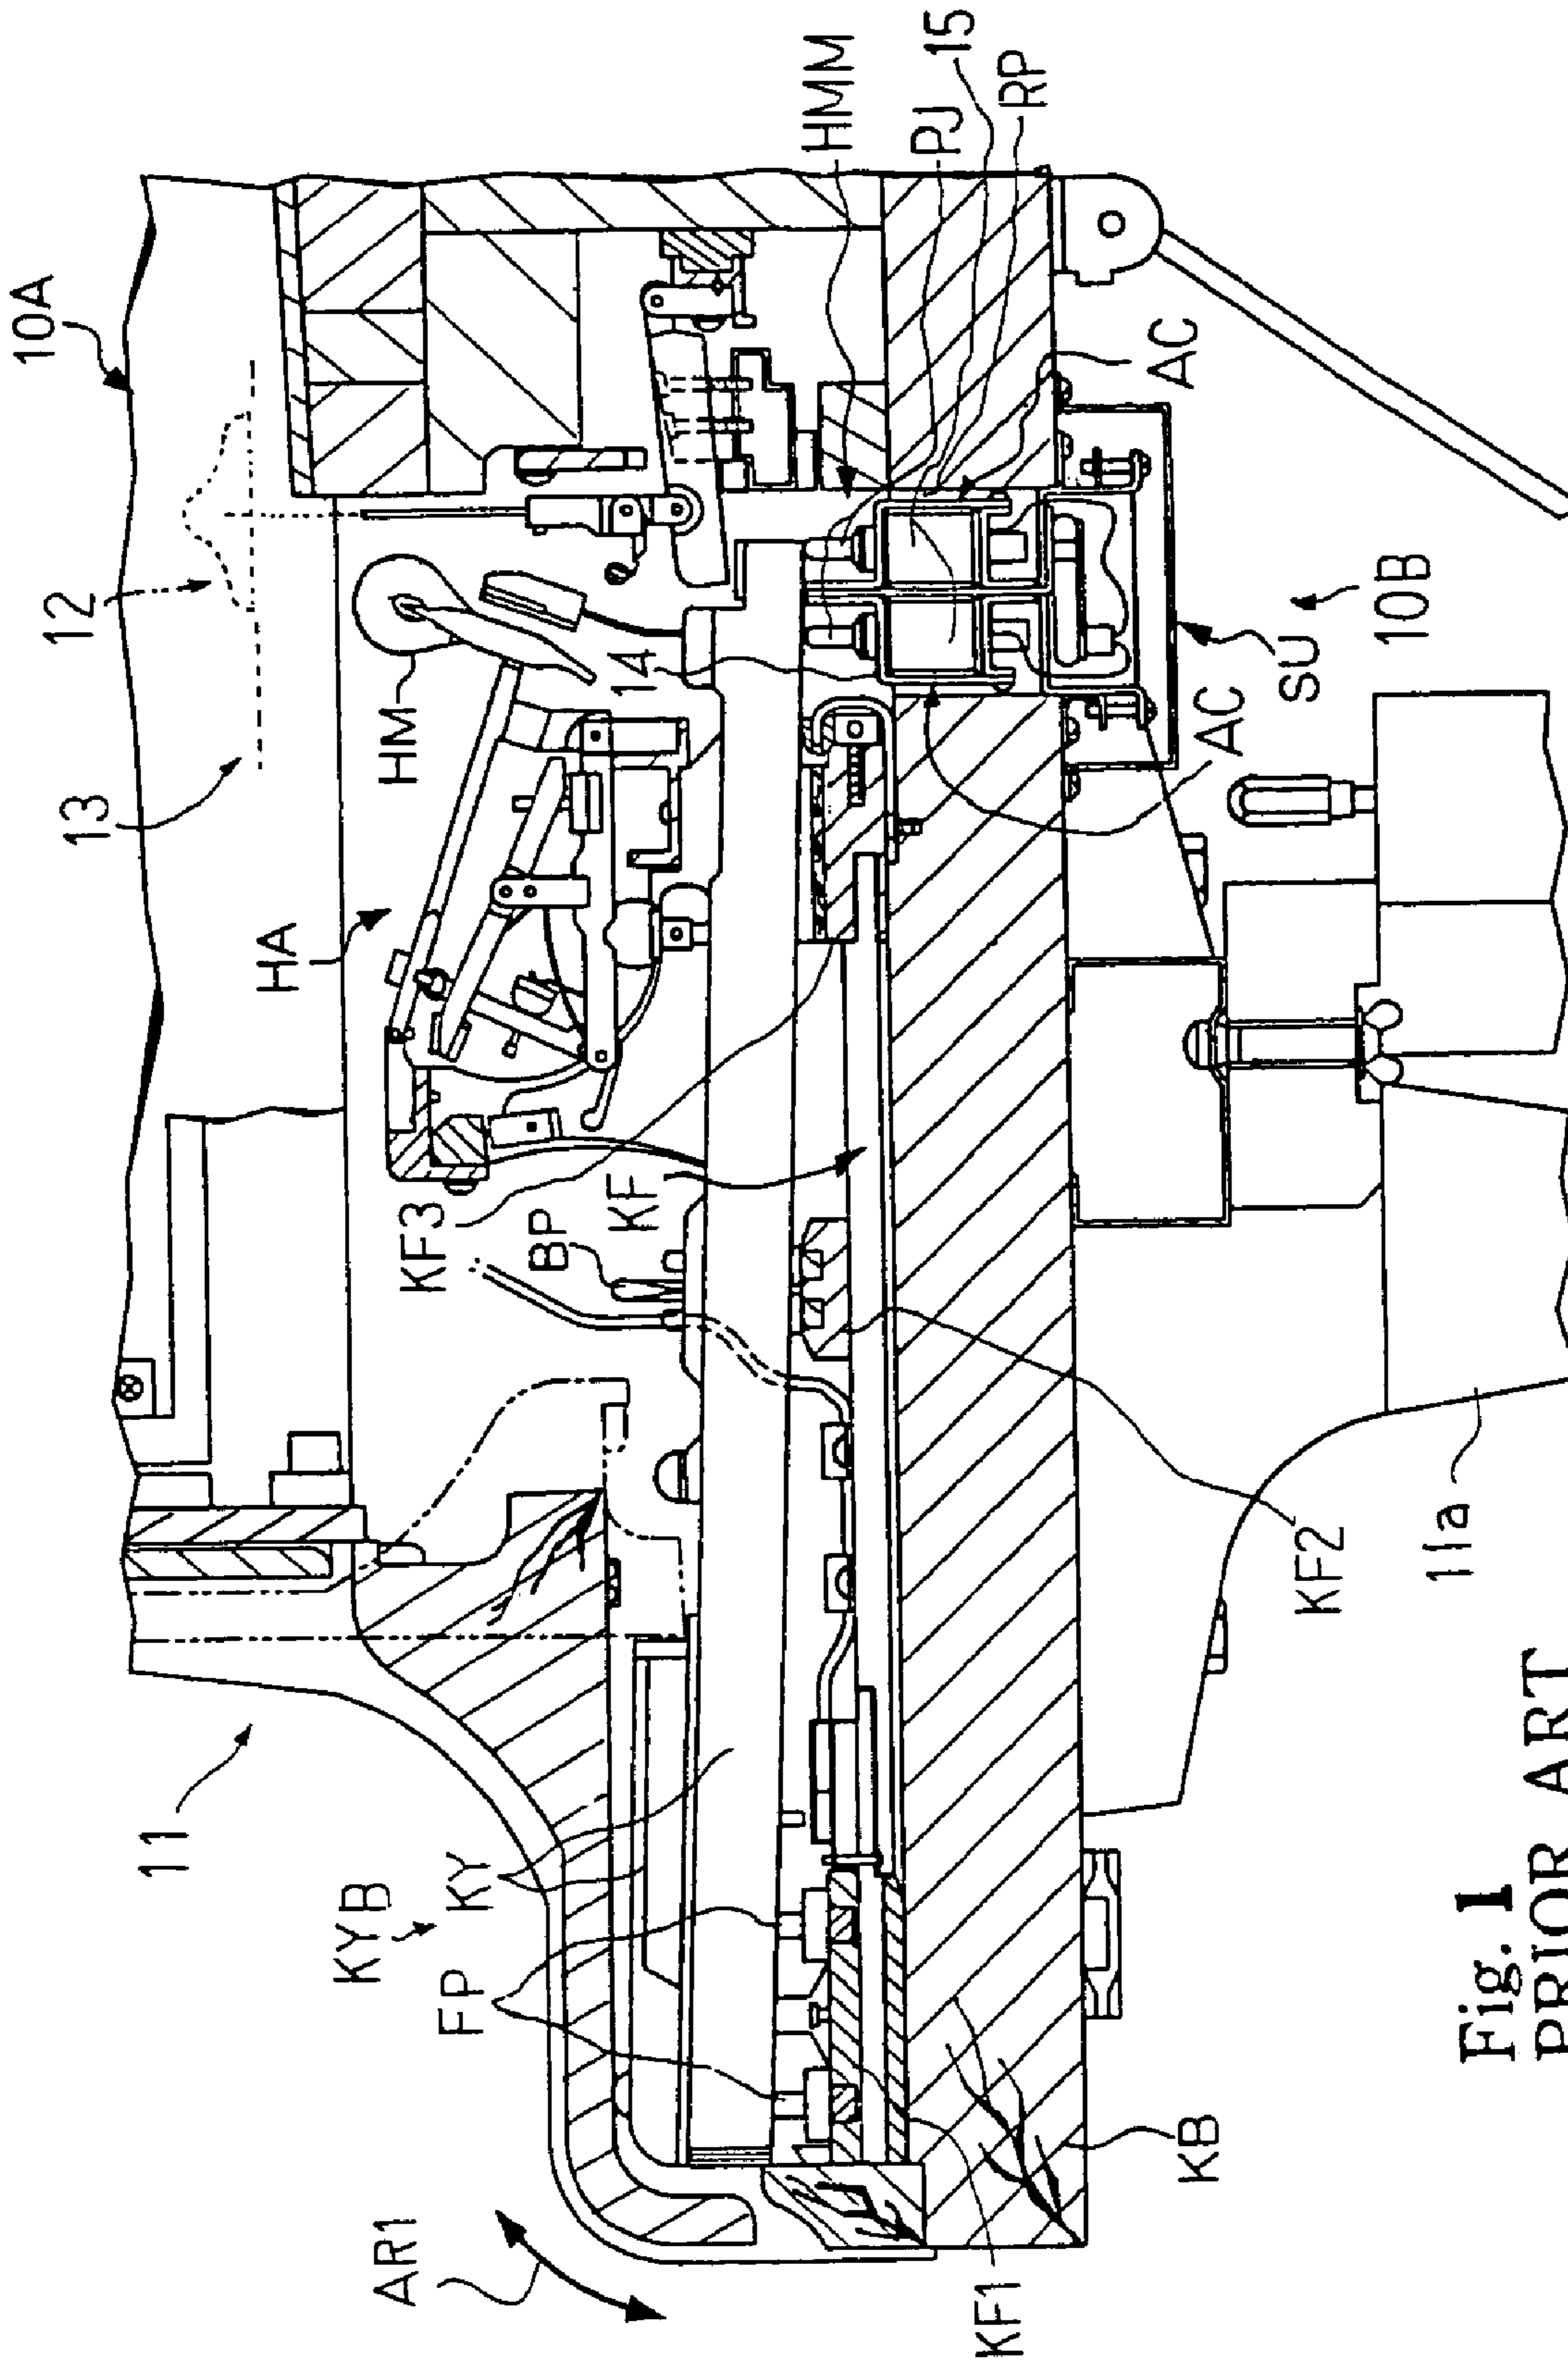 10A
12
13
HM
HA
14
HMM
PJ
15
RP
AC
AC
SU
10B
KF3
BP
KF
KF2
11a
11
KYB
KY
FP
AR1
KF1
KB
Fig. 1
PRIOR ART